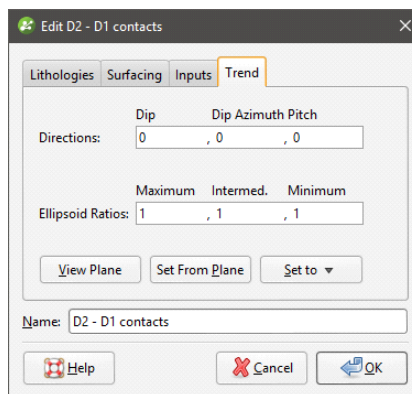 Edit D2 - D1 contacts
Lithologies Surfacing Inputs Trend
Dip Dip Azimuth Pitch
Directions: 0 , 0 , 0
Maximum Intermed. Minimum
Ellipsoid Ratios: 1 , 1 , 1
View Plane Set From Plane Set to
Name: D2 - D1 contacts
Help Cancel OK